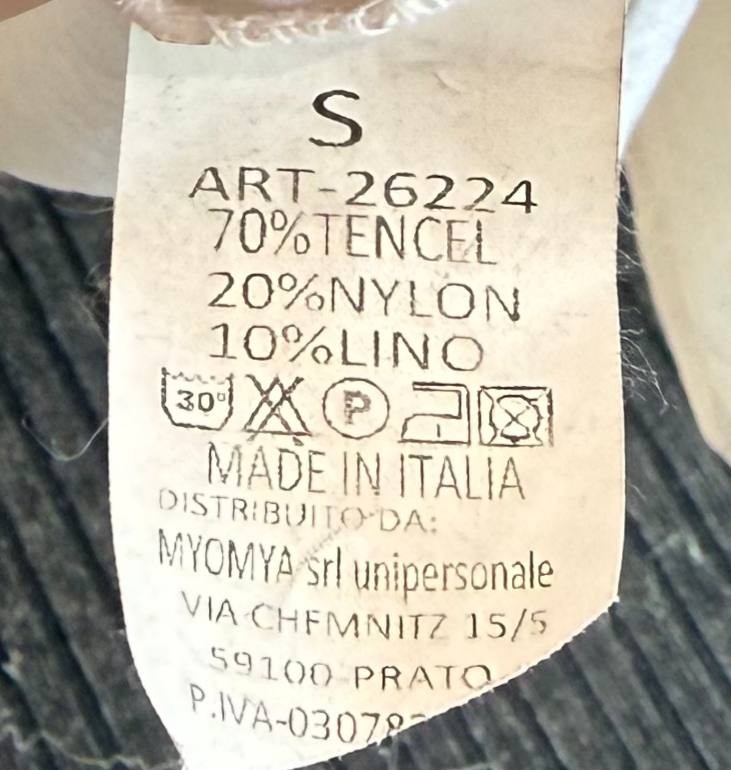 S
ART-26224
70%TENCEL
20%NYLON
10%LINO
30° P
MADE IN ITALIA
DISTRIBUITO DA:
MYOMYA srl unipersonale
VIA CHEMNITZ 15/5
59100 PRATO